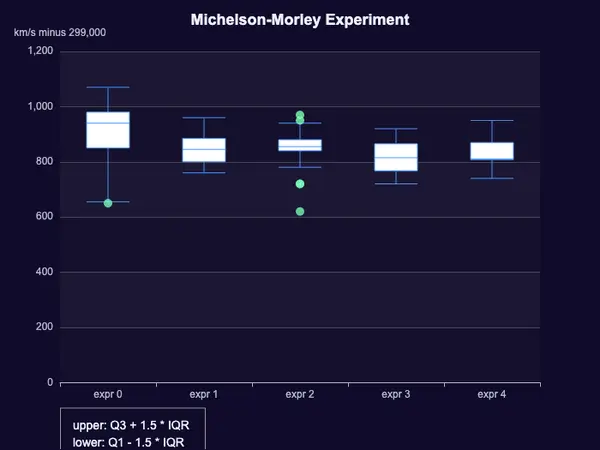 Michelson-Morley Experiment
km/s minus 299,000
1,200
1,000
800
600
400
200
0
expr 0 expr 1 expr 2 expr 3 expr 4
upper: Q3 + 1.5 * IQR
lower: Q1 - 1.5 * IQR